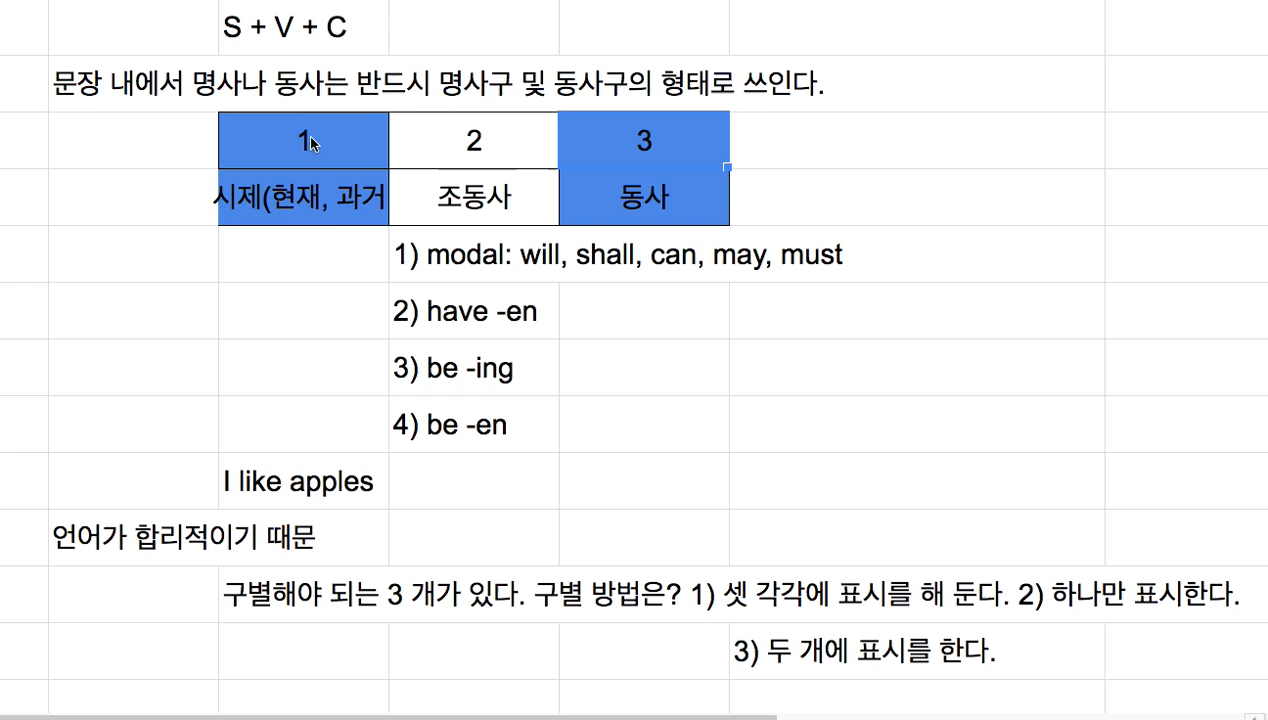 S + V + C
문장 내에서 명사나 동사는 반드시 명사구 및 동사구의 형태로 쓰인다.
1 2 3
시제(현재, 과거 조동사 동사
1) modal: will, shall, can, may, must
2) have -en
3) be -ing
4) be -en
I like apples
언어가 합리적이기 때문
구별해야 되는 3 개가 있다. 구별 방법은? 1) 셋 각각에 표시를 해 둔다. 2) 하나만 표시한다.
3) 두 개에 표시를 한다.